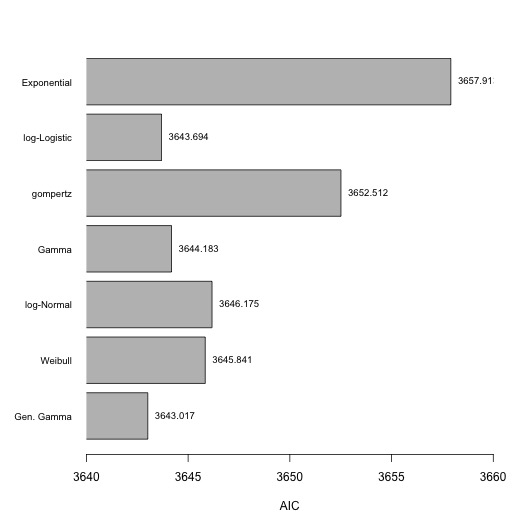 Exponential 3657.91
log-Logistic 3643.694
gompertz 3652.512
Gamma 3644.183
log-Normal 3646.175
Weibull 3645.841
Gen. Gamma 3643.017
3640 3645 3650 3655 3660
AIC